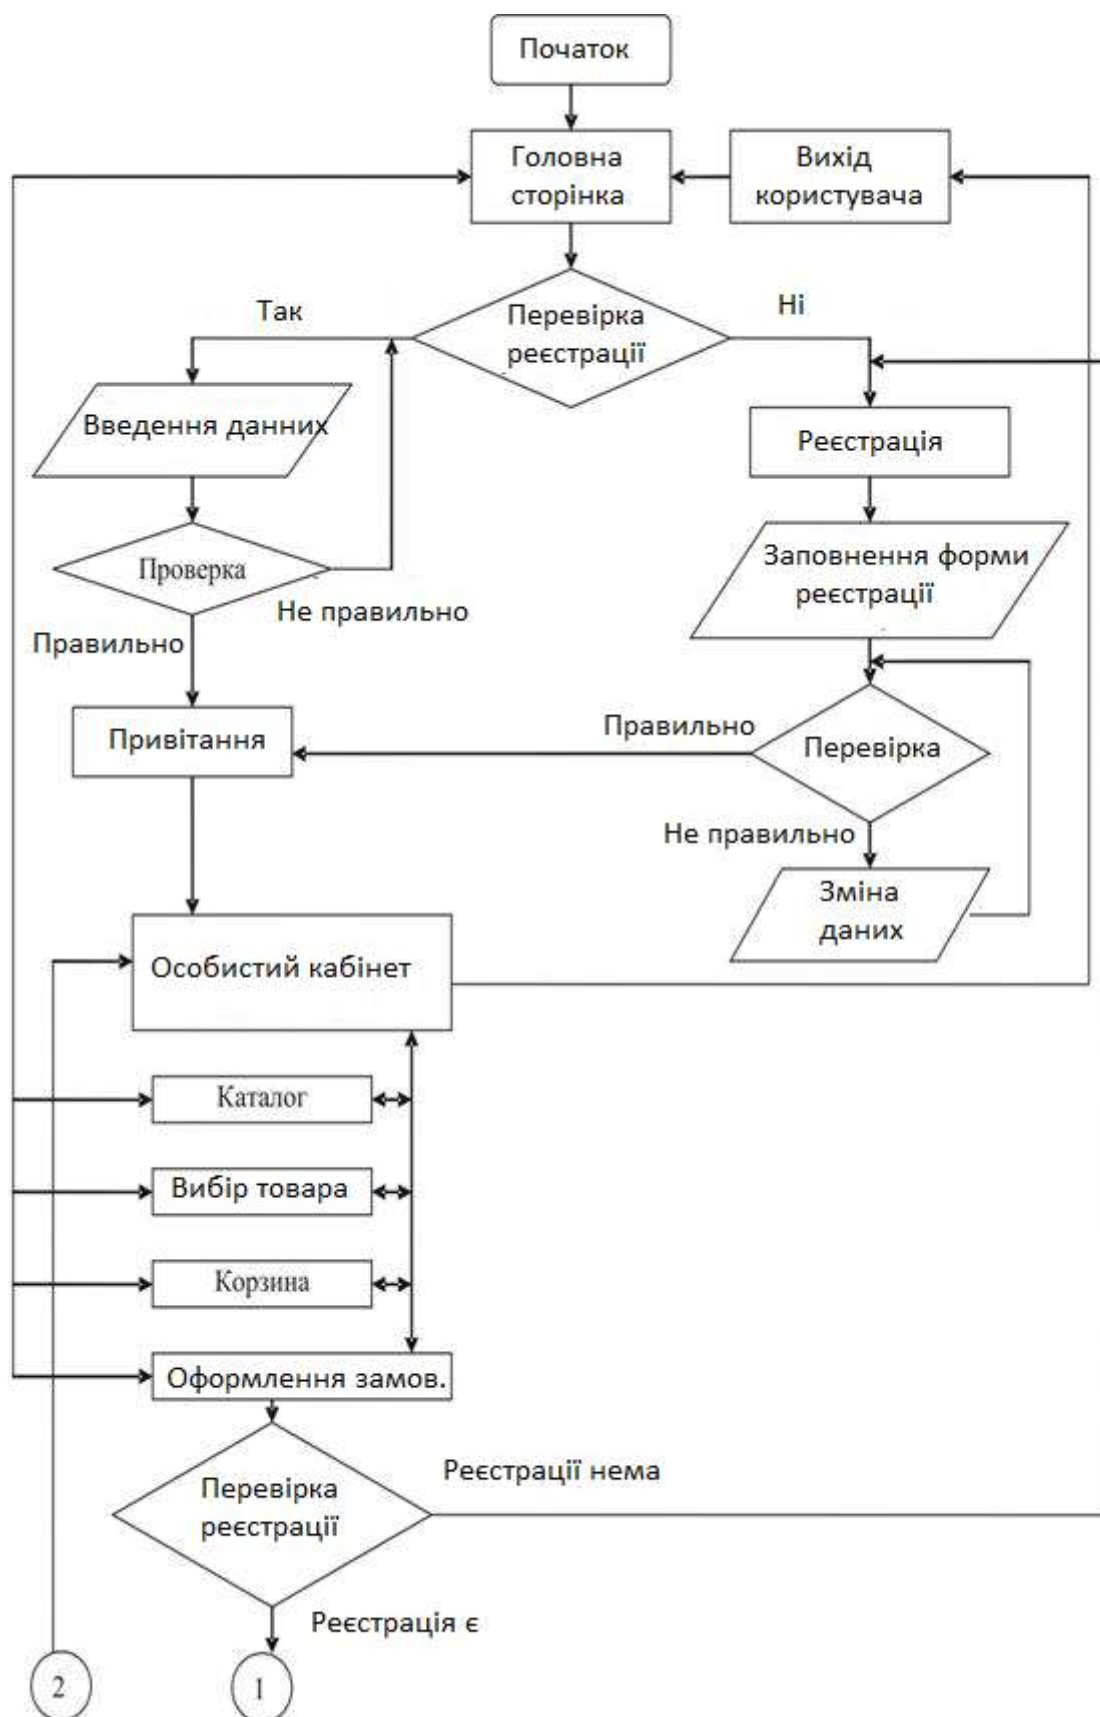 Початок
Головна
сторінка
Вихід
користувача
Так
Перевірка
реєстрації
Ні
Введення данних
Реєстрація
Проверка
Не правильно
Заповнення форми
реєстрації
Правильно
Привітання
Правильно
Перевірка
Не правильно
Зміна
даних
Особистий кабінет
Каталог
Вибір товара
Корзина
Оформлення замов.
Перевірка
реєстрації
Реєстрації нема
Реєстрація є
2
1